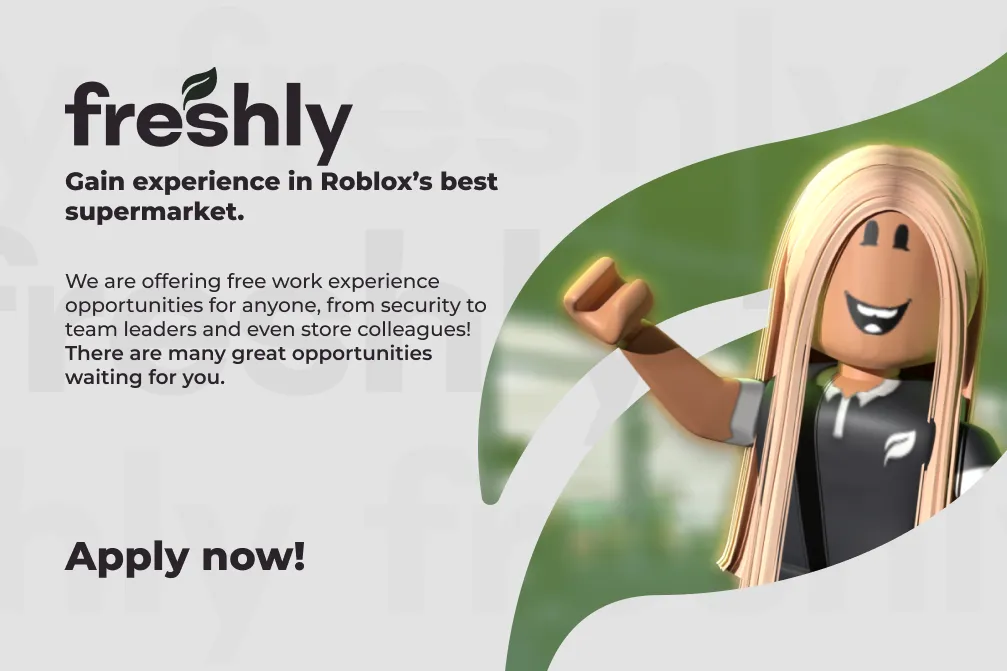 freshly
Gain experience in Roblox’s best
supermarket.
We are offering free work experience
opportunities for anyone, from security to
team leaders and even store colleagues!
There are many great opportunities
waiting for you.
Apply now!